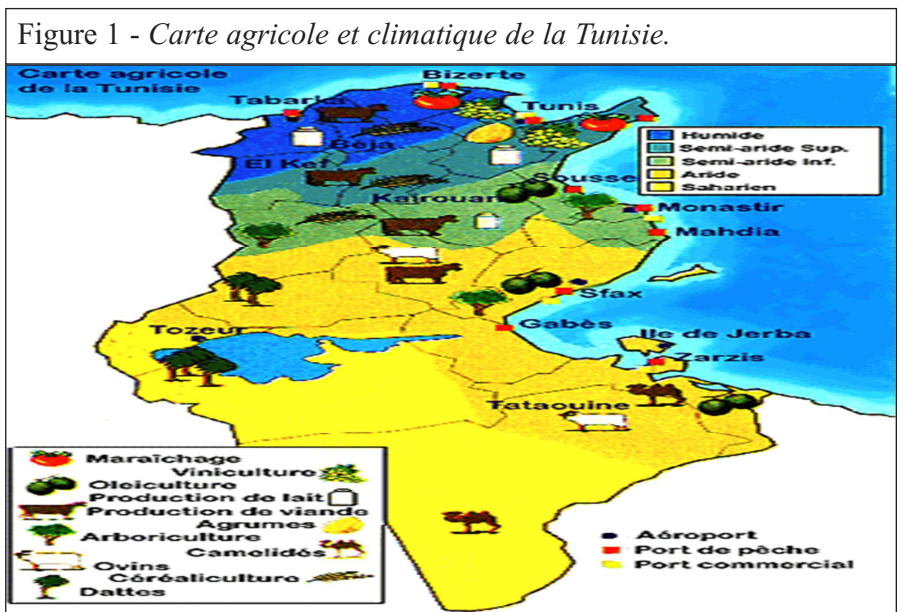 Figure 1 - Carte agricole et climatique de la Tunisie.
Carte agricole
de la Tunisie
Bizerte
Tabarka
Tunis
Béja
El Kef
Humide
Semi-aride Sup.
Semi-aride Inf.
Aride
Saharien
Sousse
Kairouan
Monastir
Mahdia
Sfax
Gabès
Tozeur
Ile de Jerba
Zarzis
Tataouine
Maraîchage
Viniculture
Oleiculture
Production de lait
Production de viande
Agrumes
Arboriculture
Camelidés
Ovins
Céréaliculture
Dattes
Aéroport
Port de pêche
Port commercial